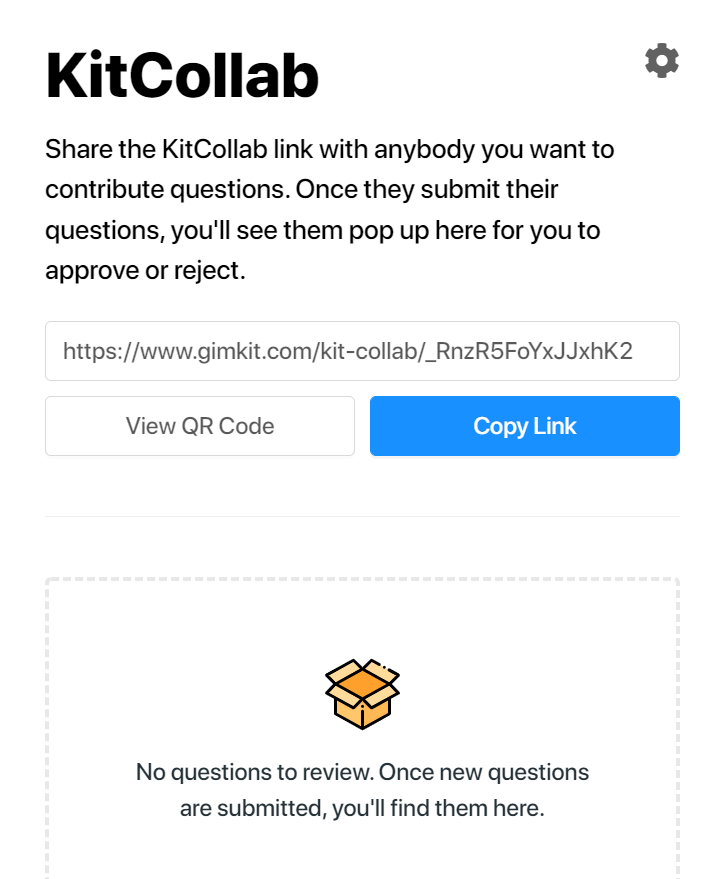 KitCollab
Share the KitCollab link with anybody you want to
contribute questions. Once they submit their
questions, you'll see them pop up here for you to
approve or reject.
https://www.gimkit.com/kit-collab/_RnzR5FoYxJJxhK2
View QR Code
Copy Link
No questions to review. Once new questions
are submitted, you'll find them here.